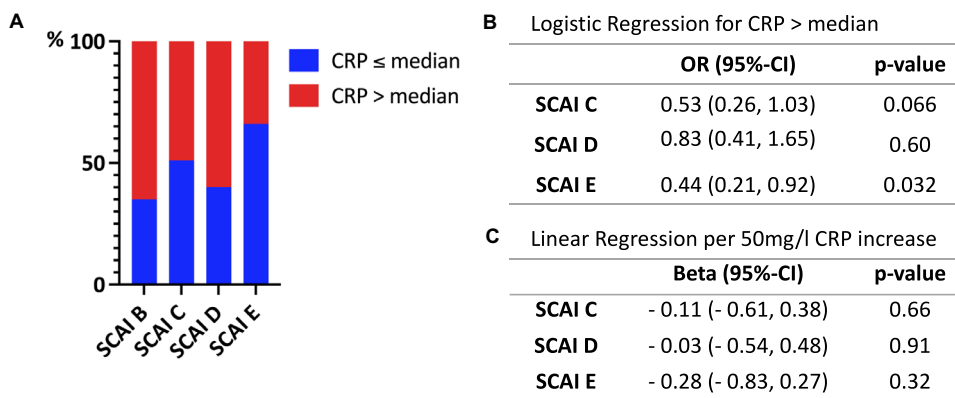 A
%
100
50
0
SCAI B
SCAI C
SCAI D
SCAI E
CRP ≤ median
CRP > median
B Logistic Regression for CRP > median
OR (95%-CI) p-value
SCAI C 0.53 (0.26, 1.03) 0.066
SCAI D 0.83 (0.41, 1.65) 0.60
SCAI E 0.44 (0.21, 0.92) 0.032
C Linear Regression per 50mg/l CRP increase
Beta (95%-CI) p-value
SCAI C - 0.11 (- 0.61, 0.38) 0.66
SCAI D - 0.03 (- 0.54, 0.48) 0.91
SCAI E - 0.28 (- 0.83, 0.27) 0.32